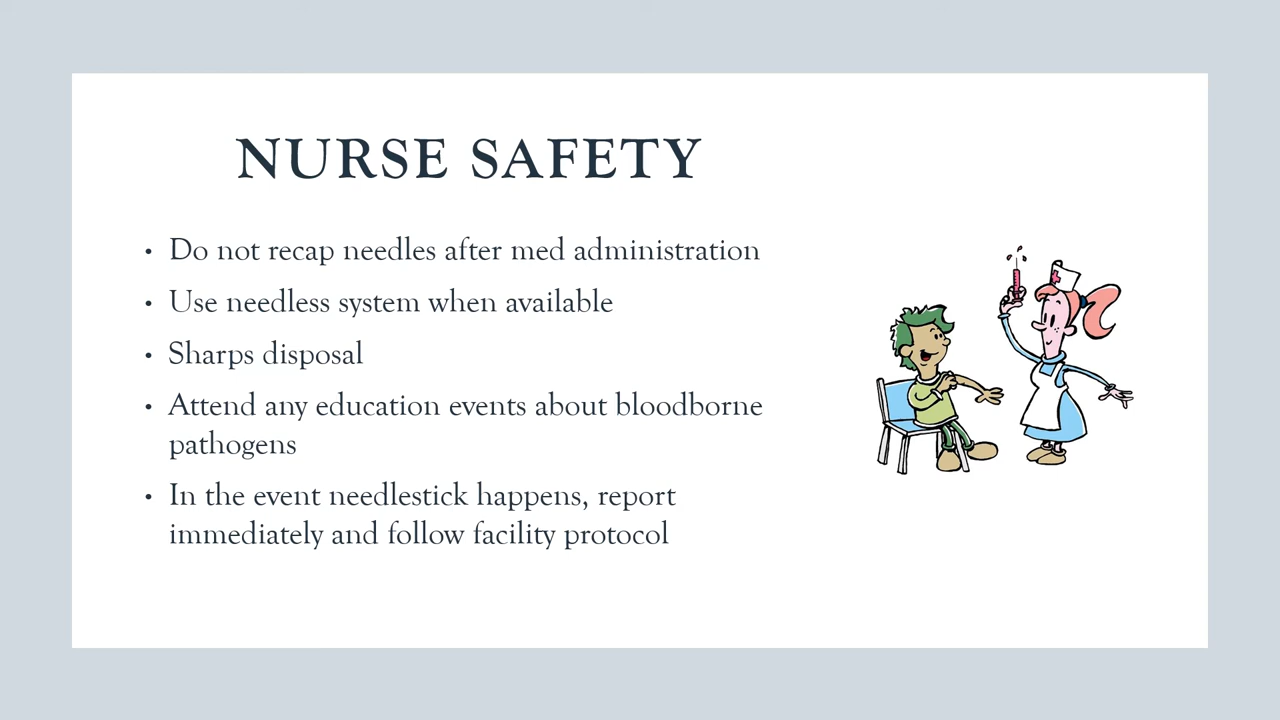 NURSE SAFETY
• Do not recap needles after med administration
• Use needless system when available
• Sharps disposal
• Attend any education events about bloodborne
pathogens
• In the event needlestick happens, report
immediately and follow facility protocol